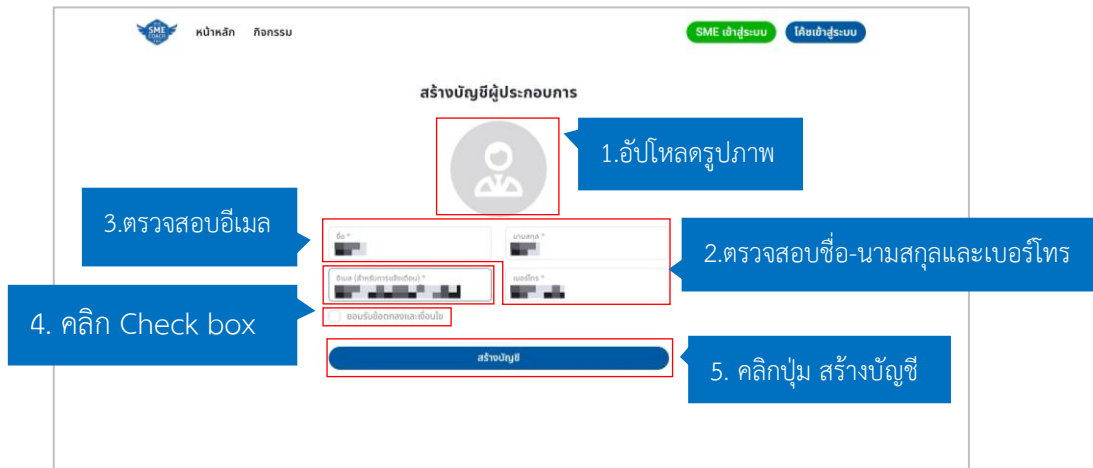 SME
COACH
หน้าหลัก กิจกรรม
SME เข้าสู่ระบบ
โค้ชเข้าสู่ระบบ
สร้างบัญชีผู้ประกอบการ
1.อัปโหลดรูปภาพ
3.ตรวจสอบอีเมล
ชื่อ *
นามสกุล *
2.ตรวจสอบชื่อ-นามสกุลและเบอร์โทร
อีเมล (สำหรับการแจ้งเตือน) *
เบอร์โทร *
4. คลิก Check box
ยอมรับข้อตกลงและเงื่อนไข
สร้างบัญชี
5. คลิกปุ่ม สร้างบัญชี